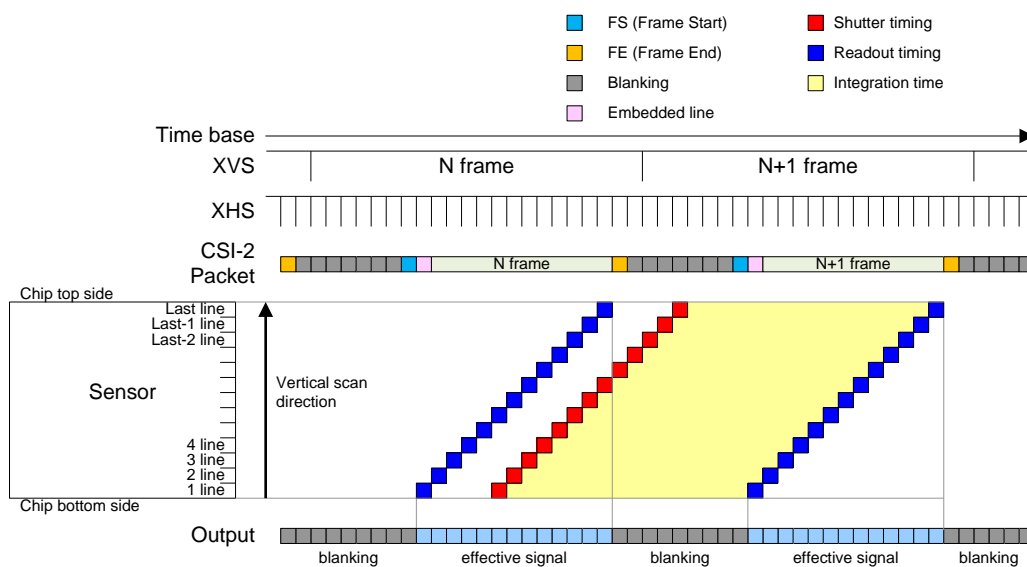 FS (Frame Start)
Shutter timing
FE (Frame End)
Readout timing
Blanking
Integration time
Embedded line
Time base
XVS
N frame
N+1 frame
XHS
CSI-2
Packet
N frame
N+1 frame
Chip top side
Last line
Last-1 line
Last-2 line
Sensor
Vertical scan
direction
4 line
3 line
2 line
1 line
Chip bottom side
Output
blanking
effective signal
blanking
effective signal
blanking